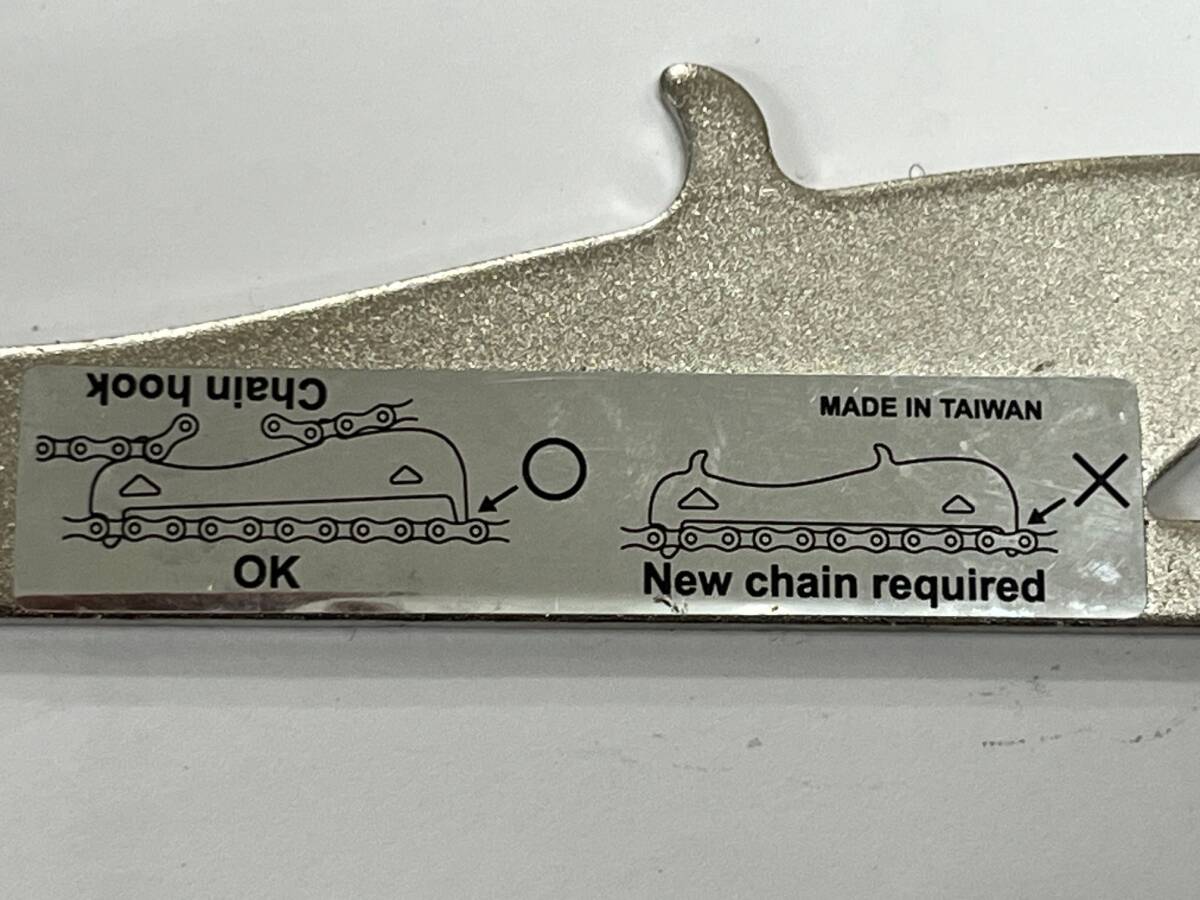 Chain hook
MADE IN TAIWAN
OK
New chain required